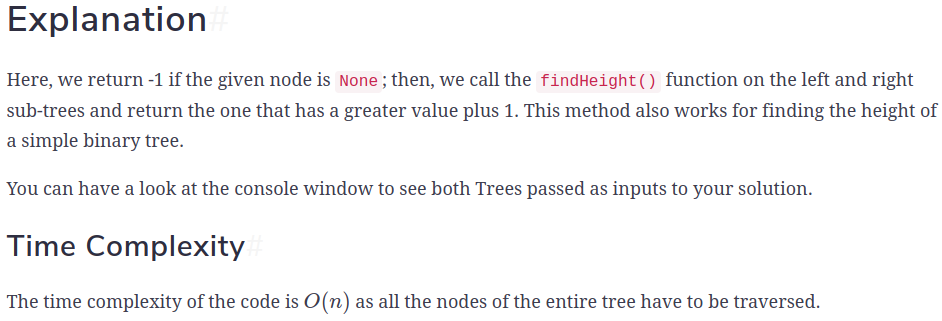 Explanation#
Here, we return -1 if the given node is None; then, we call the findHeight() function on the left and right
sub-trees and return the one that has a greater value plus 1. This method also works for finding the height of
a simple binary tree.
You can have a look at the console window to see both Trees passed as inputs to your solution.
Time Complexity#
The time complexity of the code is O(n) as all the nodes of the entire tree have to be traversed.